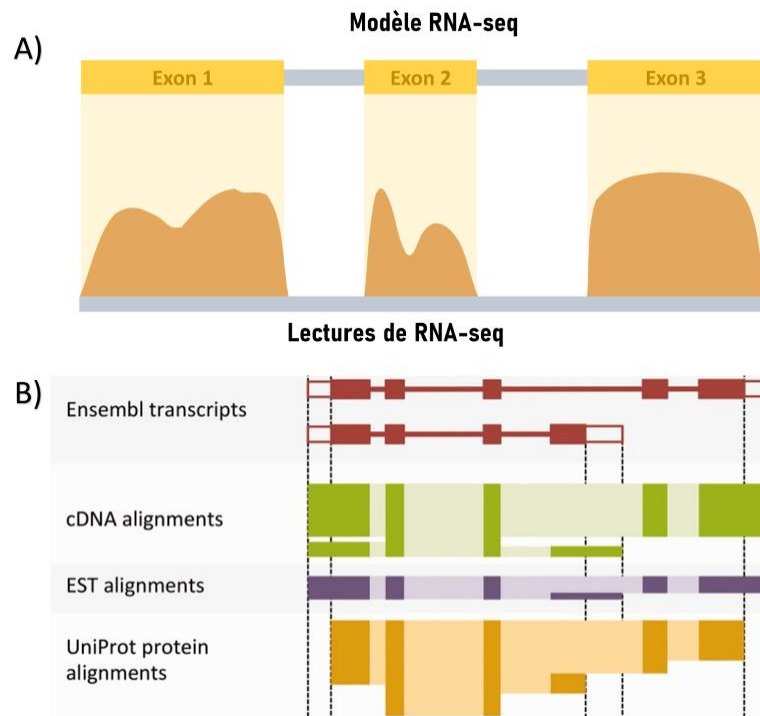 Modèle RNA-seq
A)
Exon 1
Exon 2
Exon 3
Lectures de RNA-seq
B)
Ensembl transcripts
cDNA alignments
EST alignments
UniProt protein
alignments